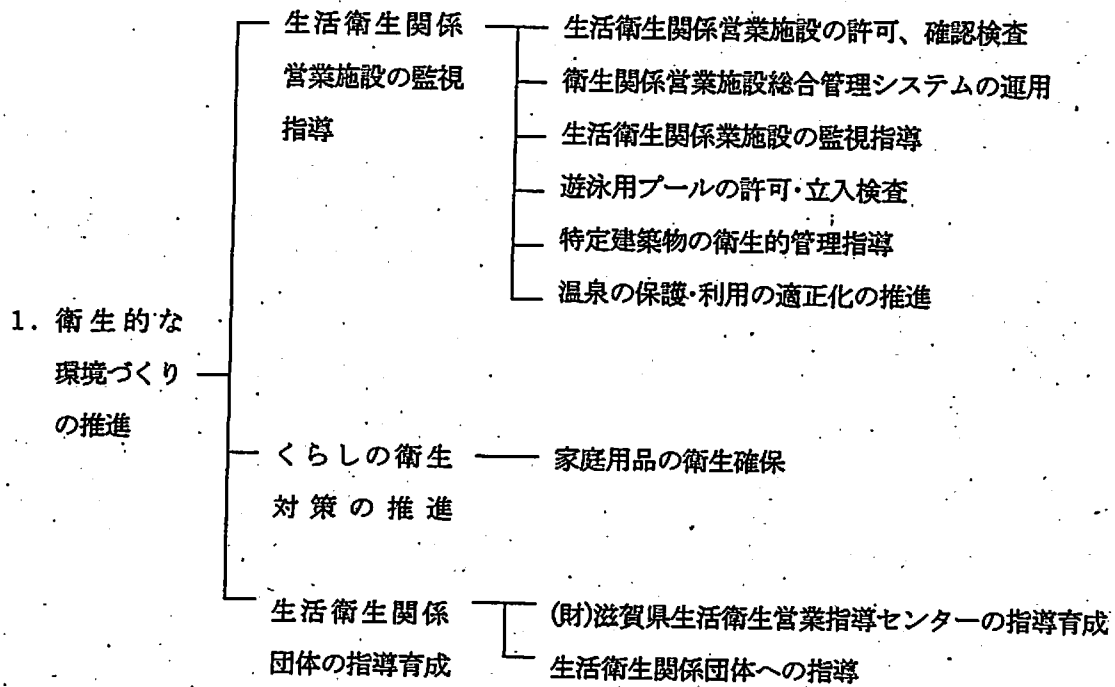 生活衛生関係
営業施設の監視
指導
生活衛生関係営業施設の許可、確認検査
衛生関係営業施設総合管理システムの運用
生活衛生関係業施設の監視指導
遊泳用プールの許可・立入検査
特定建築物の衛生的管理指導
温泉の保護・利用の適正化の推進
1. 衛生的な
環境づくり
の推進
くらしの衛生
対策の推進
家庭用品の衛生確保
生活衛生関係
団体の指導育成
(財)滋賀県生活衛生営業指導センターの指導育成
生活衛生関係団体への指導